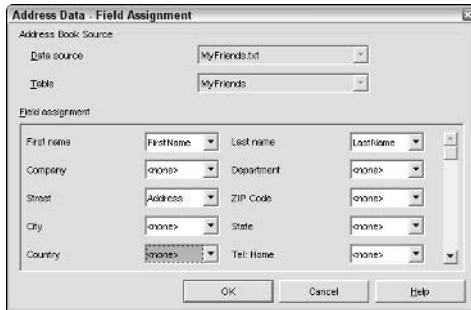 Address Data - Field Assignment
Address Book Source
Data source MyFriends.txt
Table MyFriends
Field assignment
First name FirstName Last name LastName
Company <none> Department <none>
Street Address ZIP Code <none>
City <none> State <none>
Country <none> Tel: Home <none>
OK Cancel Help